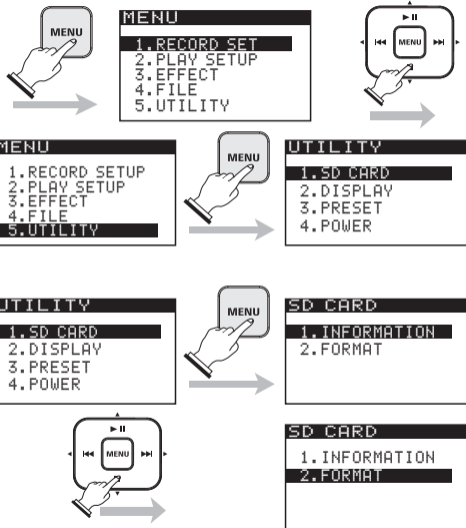 MENU
MENU
1.RECORD SET
2.PLAY SETUP
3.EFFECT
4.FILE
5.UTILITY
MENU
MENU
1.RECORD SETUP
2.PLAY SETUP
3.EFFECT
4.FILE
5.UTILITY
MENU
UTILITY
1.SD CARD
2.DISPLAY
3.PRESET
4.POWER
UTILITY
1.SD CARD
2.DISPLAY
3.PRESET
4.POWER
MENU
SD CARD
1.INFORMATION
2.FORMAT
MENU
SD CARD
1.INFORMATION
2.FORMAT